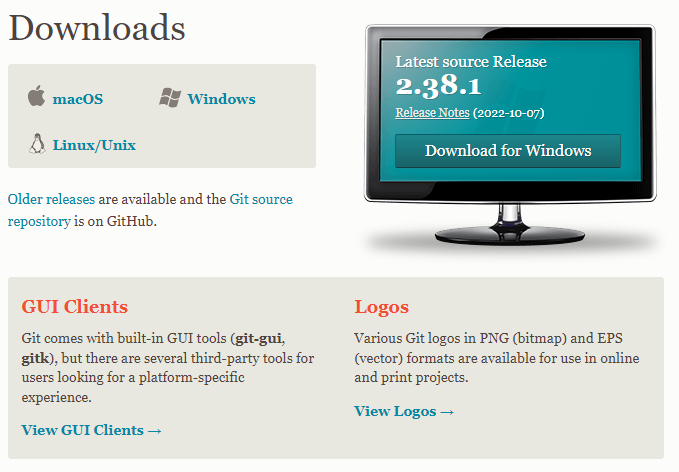 Downloads
macOS
Windows
Linux/Unix
Older releases are available and the Git source
repository is on GitHub.
Latest source Release
2.38.1
Release Notes (2022-10-07)
Download for Windows
GUI Clients
Git comes with built-in GUI tools (git-gui,
gitk), but there are several third-party tools for
users looking for a platform-specific
experience.
View GUI Clients →
Logos
Various Git logos in PNG (bitmap) and EPS
(vector) formats are available for use in online
and print projects.
View Logos →